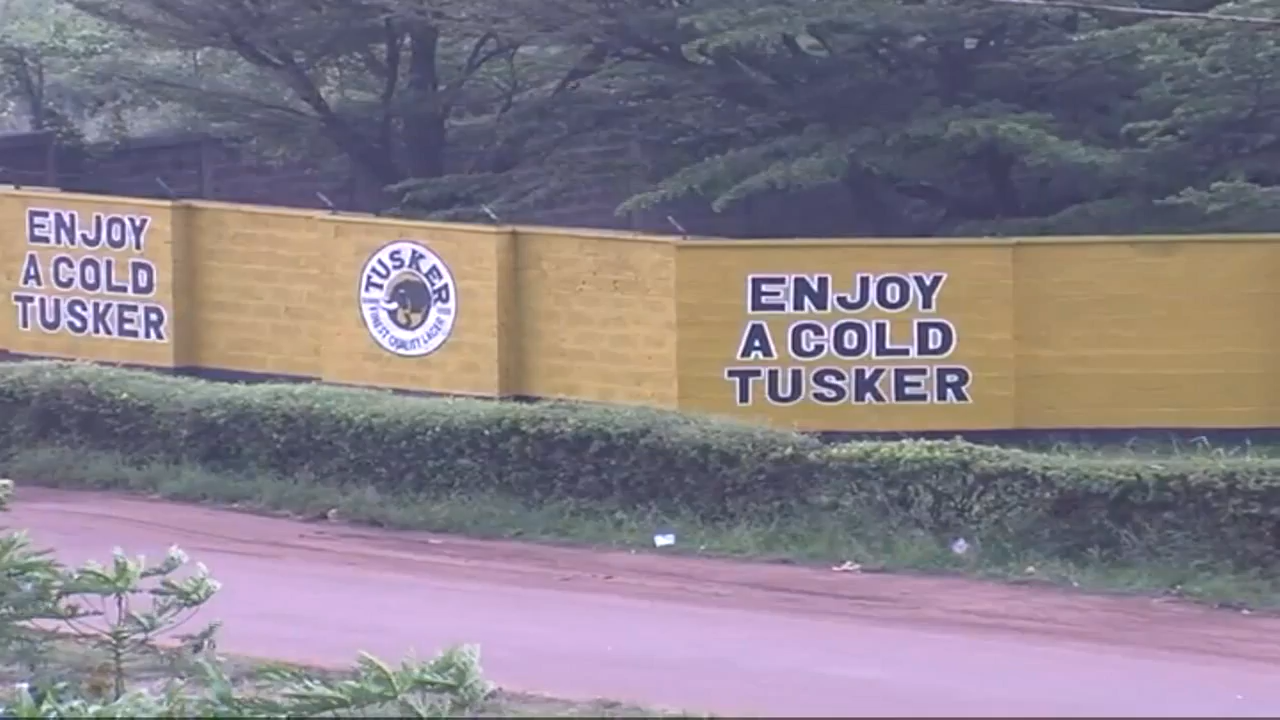 ENJOY
A COLD
TUSKER
TUSKER
FINEST QUALITY LAGER
ENJOY
A COLD
TUSKER